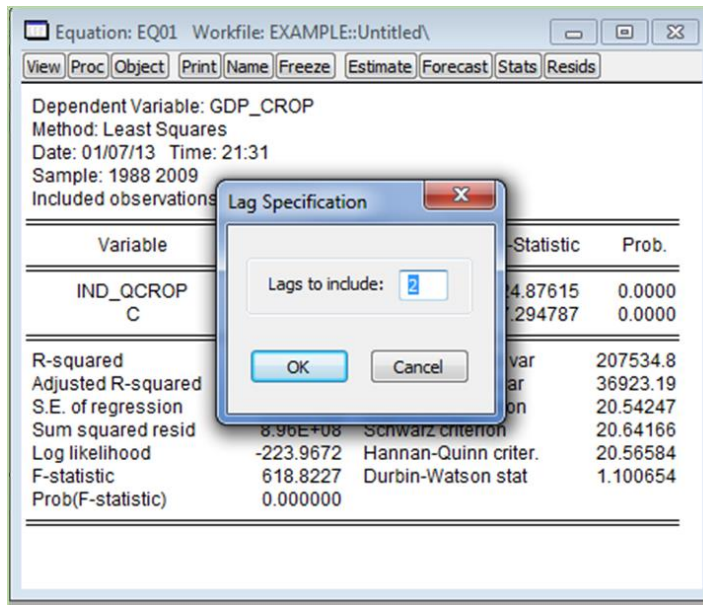 Equation: EQ01 Workfile: EXAMPLE::Untitled\
View Proc Object Print Name Freeze Estimate Forecast Stats Resids
Dependent Variable: GDP_CROP
Method: Least Squares
Date: 01/07/13 Time: 21:31
Sample: 1988 2009
Included observations
Variable -Statistic Prob.
IND_QCROP 24.87615 0.0000
C 7.294787 0.0000
R-squared var 207534.8
Adjusted R-squared ar 36923.19
S.E. of regression on 20.54247
Sum squared resid 8.96E+08 Schwarz criterion 20.64166
Log likelihood -223.9672 Hannan-Quinn criter. 20.56584
F-statistic 618.8227 Durbin-Watson stat 1.100654
Prob(F-statistic) 0.000000
Lag Specification
Lags to include: 2
OK Cancel